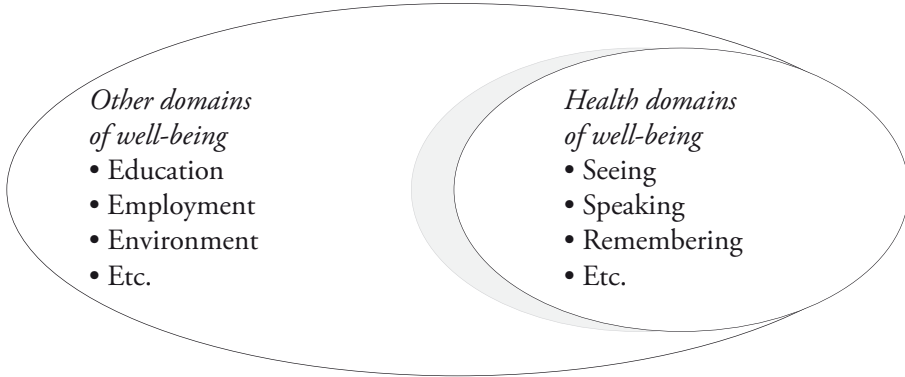 Other domains
of well-being
• Education
• Employment
• Environment
• Etc.
Health domains
of well-being
• Seeing
• Speaking
• Remembering
• Etc.